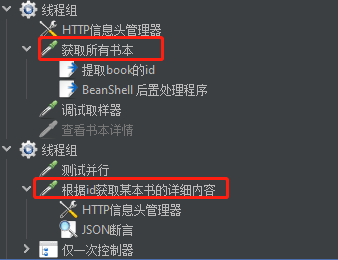 线程组
HTTP信息头管理器
获取所有书本
提取book的id
BeanShell 后置处理程序
调试取样器
查看书本详情
线程组
测试并行
根据id获取某本书的详细内容
HTTP信息头管理器
JSON断言
仅一次控制器